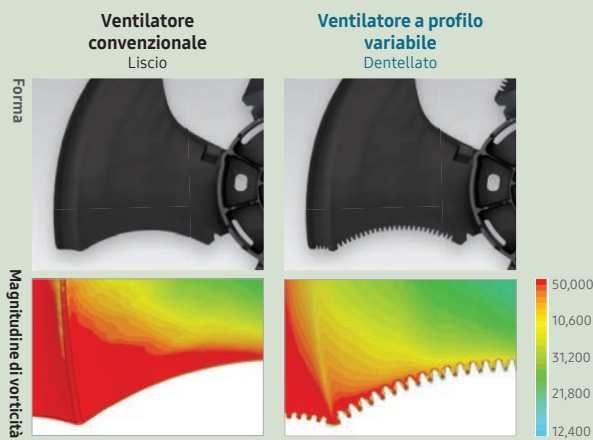 Ventilatore
convenzionale
Liscio
Ventilatore a profilo
variabile
Dentellato
Forma
Magnitudine di vorticità
50,000
10,600
31,200
21,800
12,400